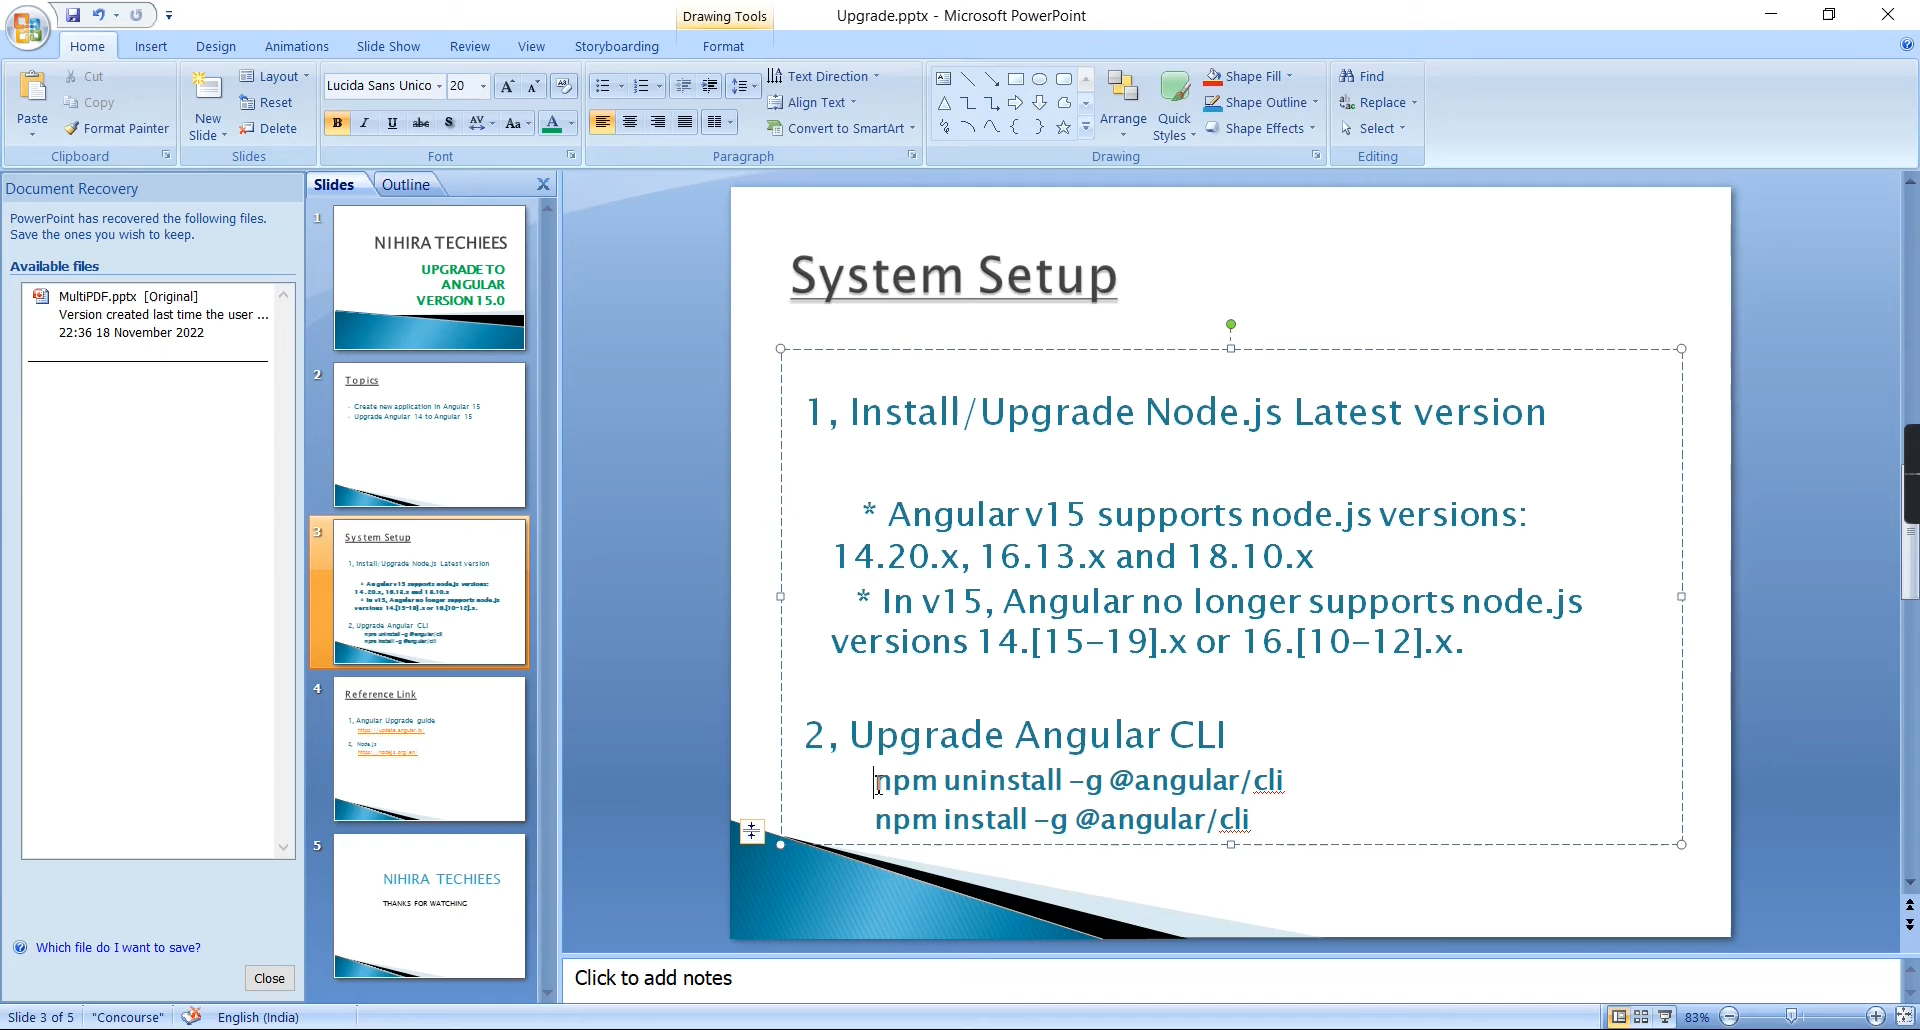 Drawing Tools
Upgrade.pptx - Microsoft PowerPoint
Home Insert Design Animations Slide Show Review View Storyboarding Format
Paste
Cut
Copy
Format Painter
Clipboard
New
Slide
Layout
Reset
Delete
Slides
Lucida Sans Unico 20
B I U abc S AV Aa A
Font
Text Direction
Align Text
Convert to SmartArt
Paragraph
Arrange
Quick
Styles
Shape Fill
Shape Outline
Shape Effects
Drawing
Find
Replace
Select
Editing
Document Recovery
PowerPoint has recovered the following files.
Save the ones you wish to keep.
Available files
MultiPDF.pptx [Original]
Version created last time the user ...
22:36 18 November 2022
Which file do I want to save?
Close
Slides Outline
1
NIHIRA TECHIEES
UPGRADE TO
ANGULAR
VERSION 15.0
2
Topics
- Create new application in Angular 15
- Upgrade Angular 14 to Angular 15
3
System Setup
1, Install/Upgrade Node.js Latest version
* Angular v15 supports node.js versions:
14.20.x, 16.13.x and 18.10.x
* In v15, Angular no longer supports node.js
versions 14.[15-19].x or 16.[10-12].x.
2, Upgrade Angular CLI
npm uninstall -g @angular/cli
npm install -g @angular/cli
4
Reference Link
1, Angular Upgrade guide
https://update.angular.io/
2, Node.js
https://nodejs.org/en/
5
NIHIRA TECHIEES
THANKS FOR WATCHING
System Setup
1, Install/Upgrade Node.js Latest version
* Angular v15 supports node.js versions:
14.20.x, 16.13.x and 18.10.x
* In v15, Angular no longer supports node.js
versions 14.[15-19].x or 16.[10-12].x.
2, Upgrade Angular CLI
npm uninstall -g @angular/cli
npm install -g @angular/cli
Click to add notes
Slide 3 of 5 "Concourse" English (India) 83%